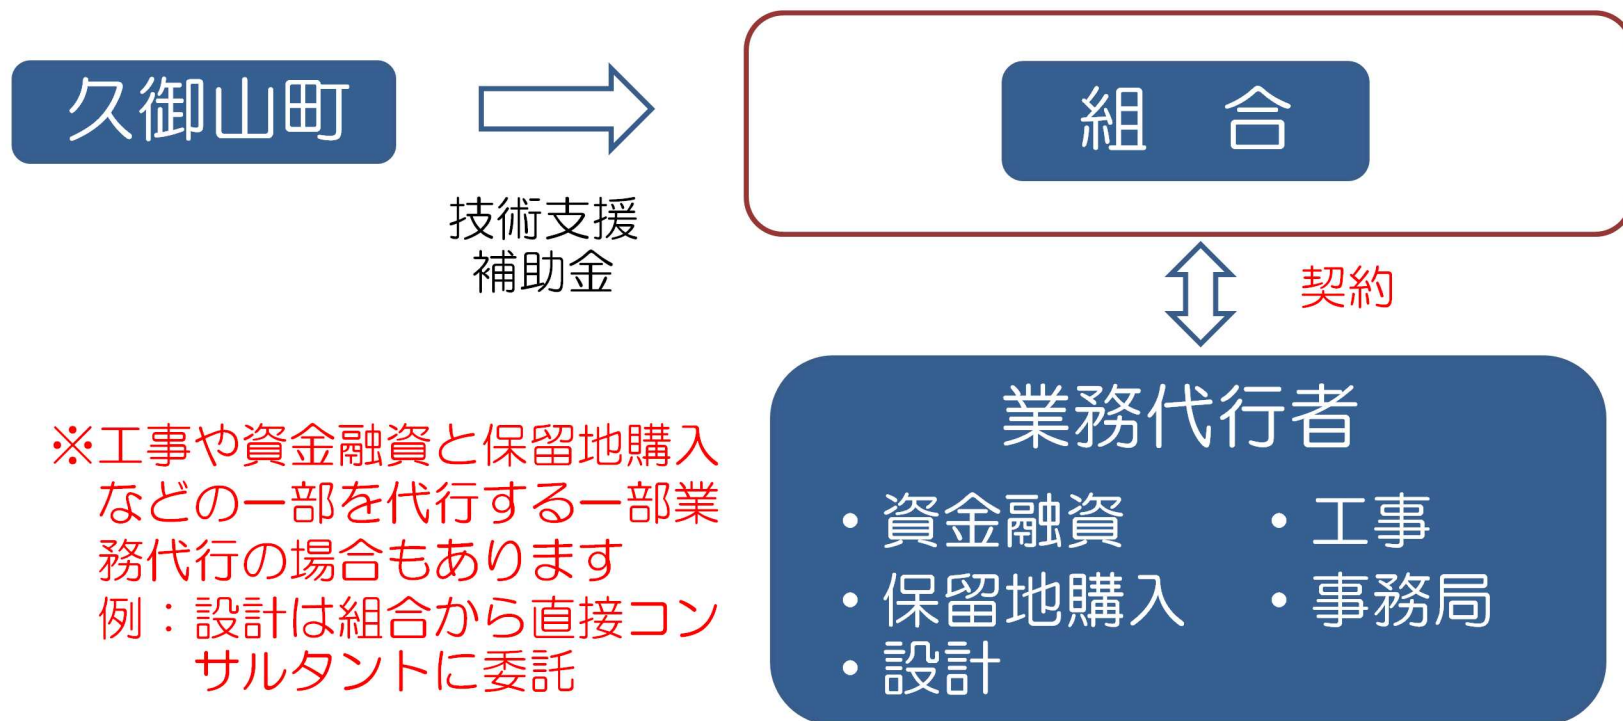 久御山町
技術支援
補助金
組　合
契約
業務代行者
・資金融資
・保留地購入
・設計
・工事
・事務局
※工事や資金融資と保留地購入
などの一部を代行する一部業
務代行の場合もあります
例：設計は組合から直接コン
サルタントに委託